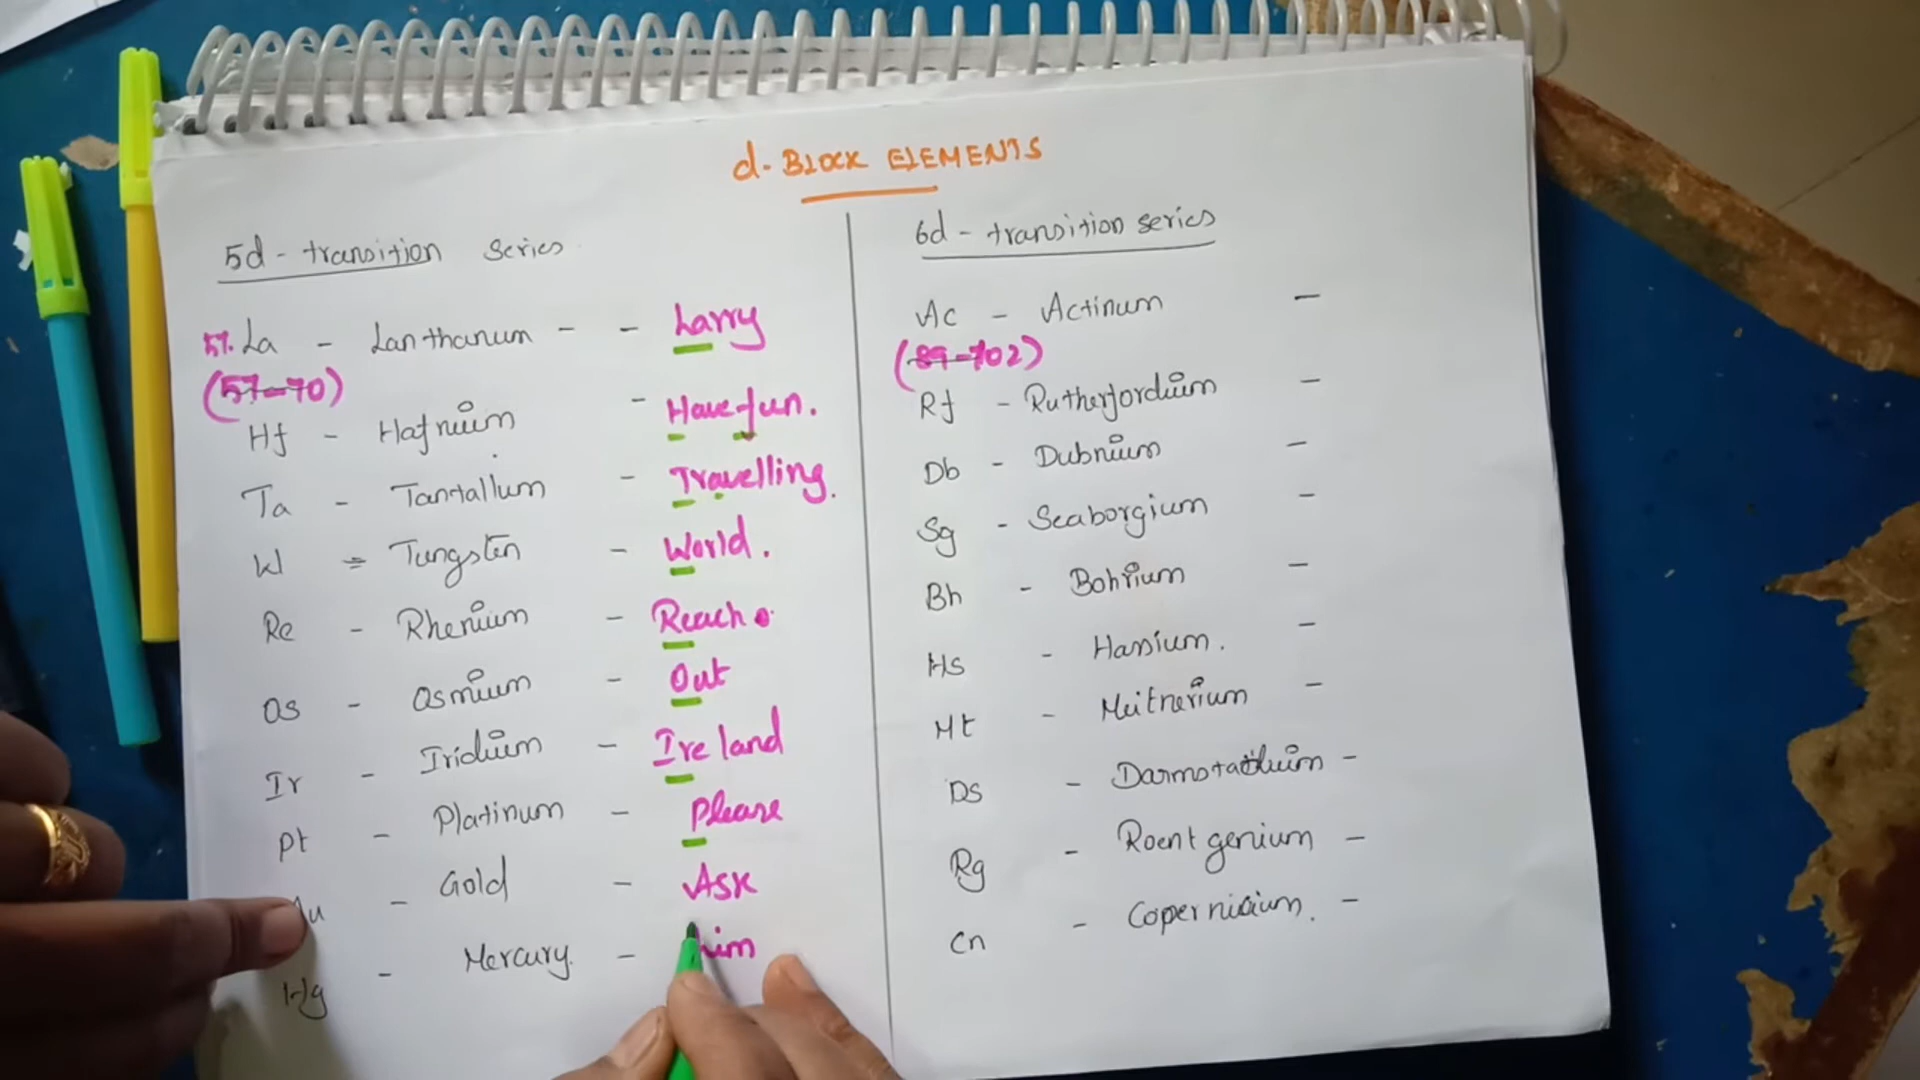 d-BLOCK ELEMENTS
5d - transition series
57. La - Lanthanum - - Larry
(57-70)
Hf - Hafnium - Have fun.
Ta - Tantallum - Travelling.
W = Tungsten - World.
Re - Rhenium - Reach
Os - Osmium - Out
Ir - Iridium - Ireland
Pt - Platinum - Please
Au - Gold - Ask
Hg - Mercury. - him
6d - transition series
Ac - Actinum -
(89-102)
Rf - Rutherfordium -
Db - Dubnium -
Sg - Seaborgium -
Bh - Bohrium -
Hs - Hassium. -
Mt - Meitnerium -
Ds - -
Rg - Roentgenium -
Cn - Copernicium. -